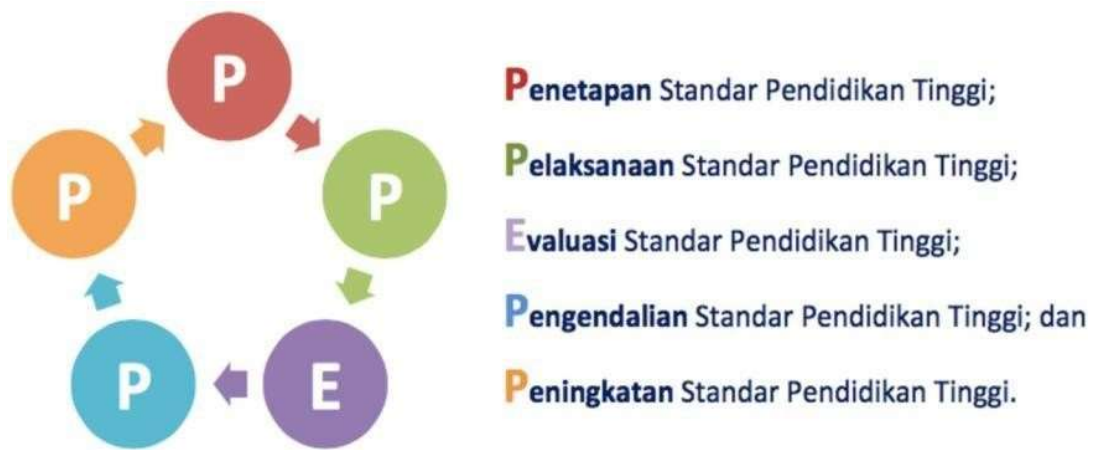 P
P
E
P
P
Penetapan Standar Pendidikan Tinggi;
Pelaksanaan Standar Pendidikan Tinggi;
Evaluasi Standar Pendidikan Tinggi;
Pengendalian Standar Pendidikan Tinggi; dan
Peningkatan Standar Pendidikan Tinggi.